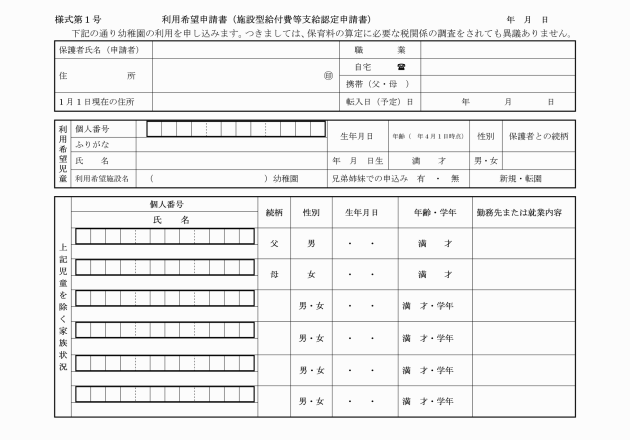 様式第１号 利用希望申請書（施設型給付費等支給認定申請書） 年 月 日
下記の通り幼稚園の利用を申し込みます。つきましては、保育料の算定に必要な税関係の調査をされても異議ありません。
保護者氏名（申請者） 職 業
住 所 ㊞ 自宅 ☎
携帯（父・母 ）
１月１日現在の住所 転入日（予定）日 年 月 日
利用希望児童
個人番号 生年月日 年齢（ 年４月１日時点） 性別 保護者との続柄
ふりがな
氏 名 年 月 日生 満 才 男・女
利用希望施設名 （ ）幼稚園 兄弟姉妹での申込み 有 ・ 無 新規・転園
上記児童を除く家族状況
個人番号 続柄 性別 生年月日 年齢・学年 勤務先または就業内容
氏 名
父 男 ・ ・ 満 才
母 女 ・ ・ 満 才
男・女 ・ ・ 満 才・学年
男・女 ・ ・ 満 才・学年
男・女 ・ ・ 満 才・学年
男・女 ・ ・ 満 才・学年